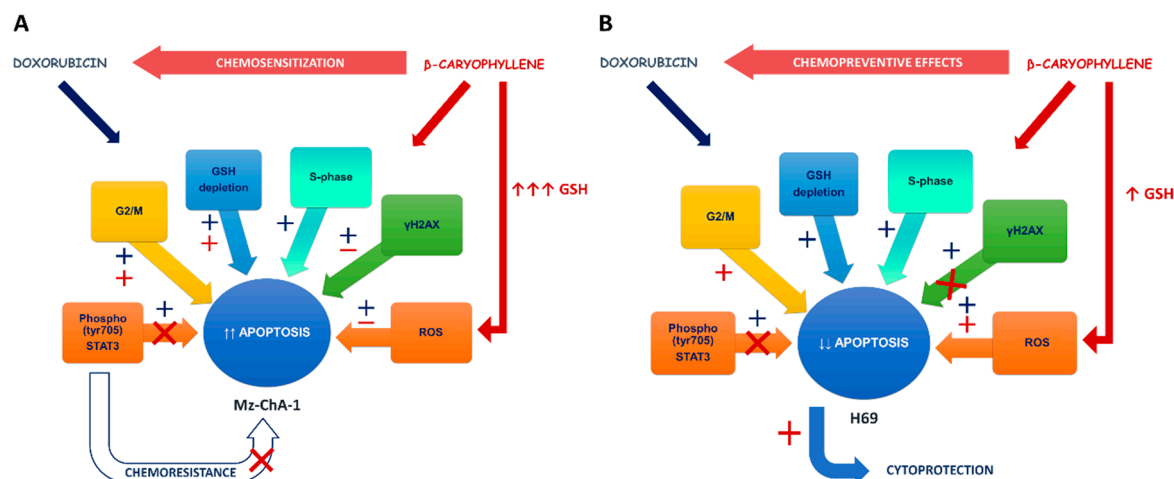 A
DOXORUBICIN
CHEMOSENSITIZATION
β-CARYOPHYLLENE
GSH
depletion
S-phase
↑↑↑ GSH
G2/M
γH2AX
+
+
+
+
+
+
−
Phospho
(tyr705)
STAT3
+
↑↑ APOPTOSIS
+
−
ROS
Mz-ChA-1
CHEMORESISTANCE
B
DOXORUBICIN
CHEMOPREVENTIVE EFFECTS
β-CARYOPHYLLENE
GSH
depletion
S-phase
↑ GSH
G2/M
γH2AX
+
+
+
+
Phospho
(tyr705)
STAT3
+
↓↓ APOPTOSIS
+
+
ROS
H69
+
CYTOPROTECTION